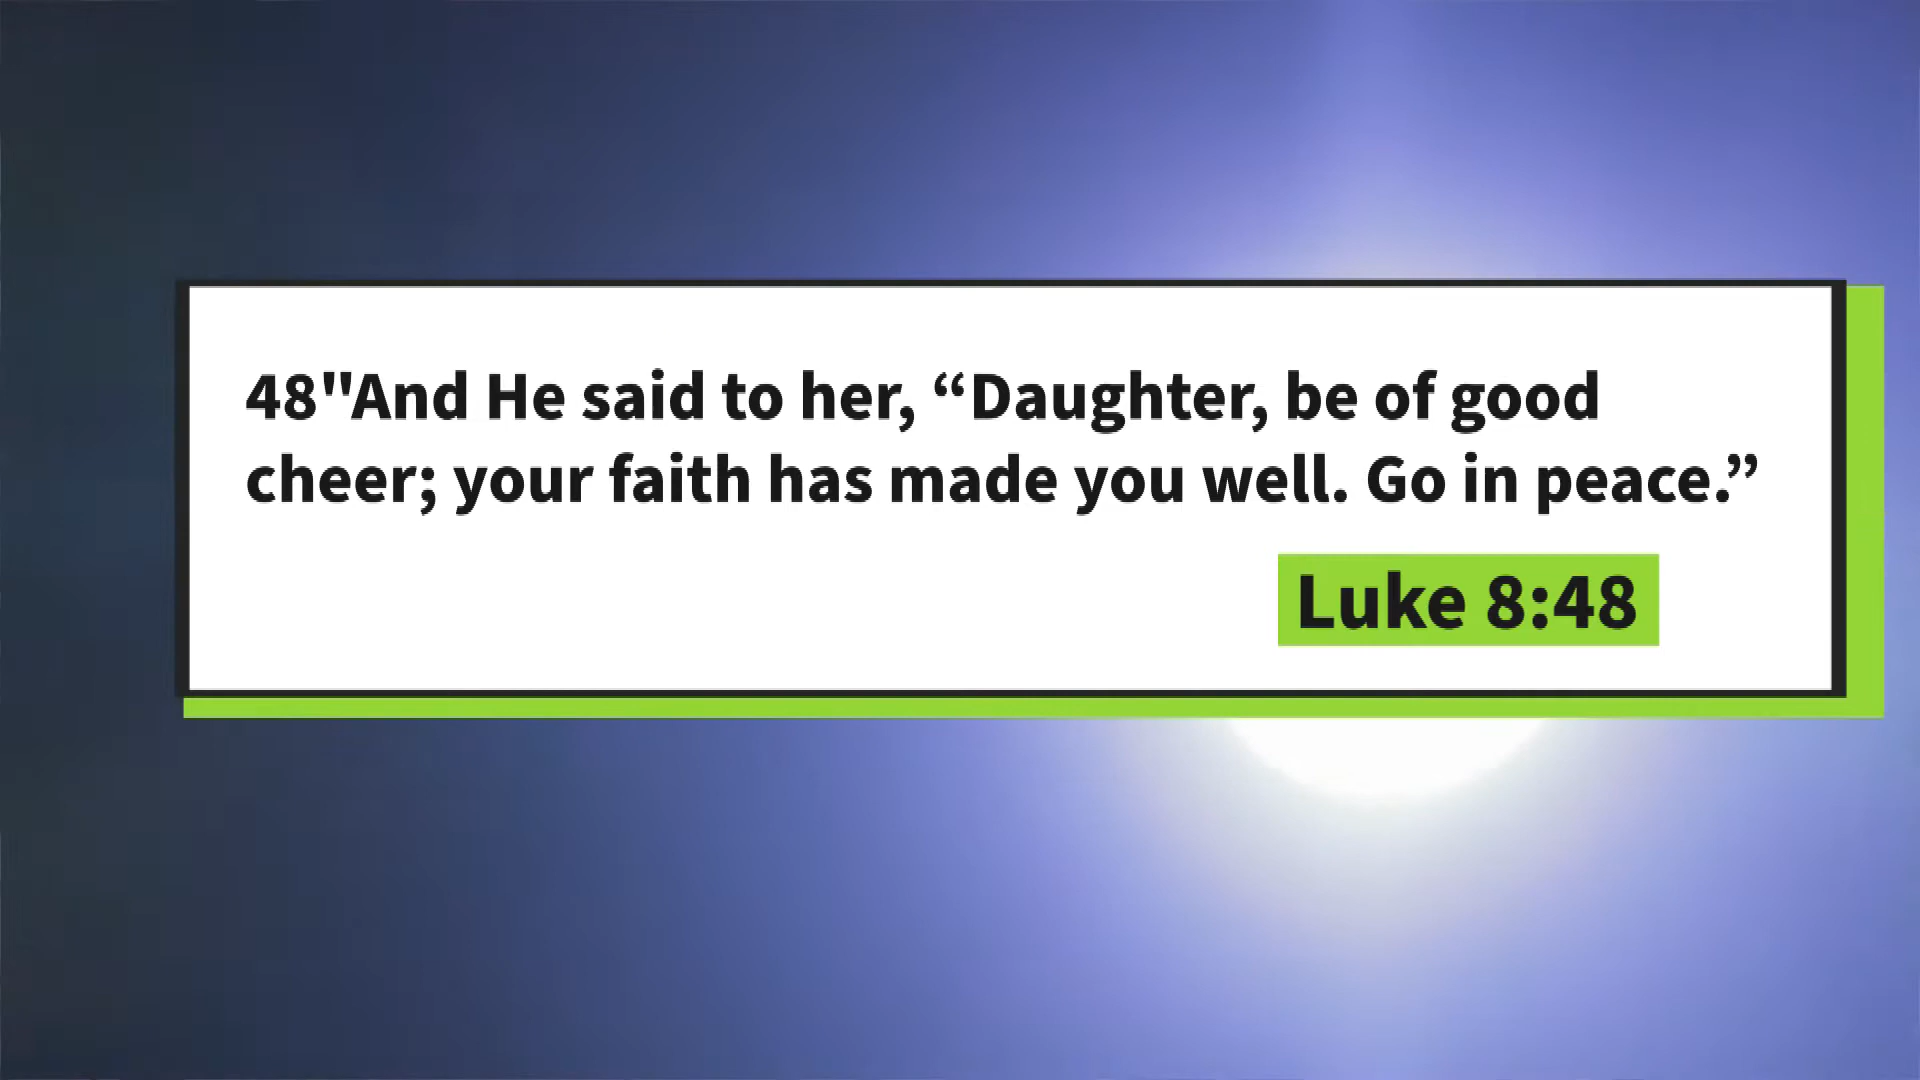 48"And He said to her, “Daughter, be of good
cheer; your faith has made you well. Go in peace.”
Luke 8:48